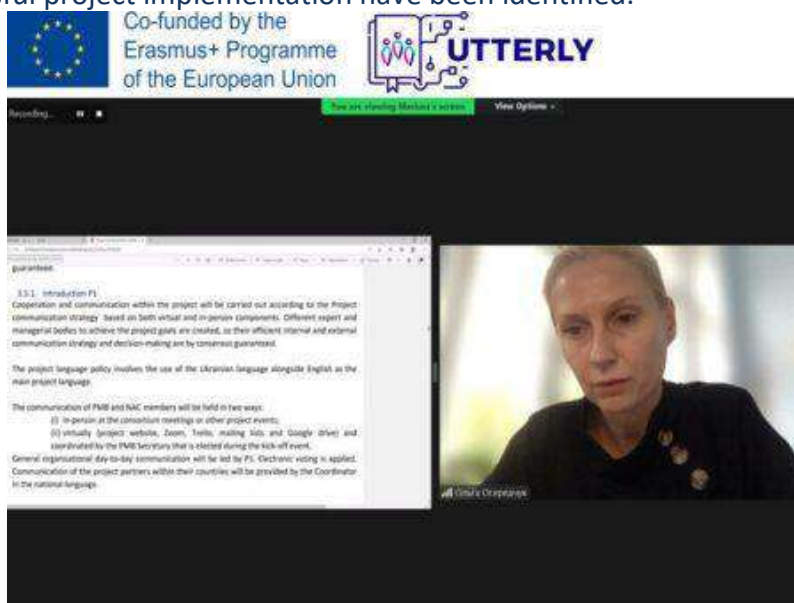 oral project implementation have been identified.
Co-funded by the
Erasmus+ Programme
of the European Union
UTTERLY
Recording...
You are viewing Mariana's screen
View Options
guaranteed.
3.5.1. Introduction P1
Cooperation and communication within the project will be carried out according to the Project
communication strategy based on both virtual and in-person components. Different expert and
managerial bodies to achieve the project goals are created, so their efficient internal and external
communication strategy and decision-making are by consensus guaranteed.
The project language policy involves the use of the Ukrainian language alongside English as the
main project language.
The communication of PMB and NAC members will be held in two ways:
(i) in-person at the consortium meetings or other project events;
(ii) virtually (project website, Zoom, Trello, mailing lists and Google drive) and
coordinated by the PMB Secretary that is elected during the kick-off event.
General organisational day-to-day communication will be led by P1. Electronic voting is applied.
Communication of the project partners within their countries will be provided by the Coordinator
in the national language.
Ольга